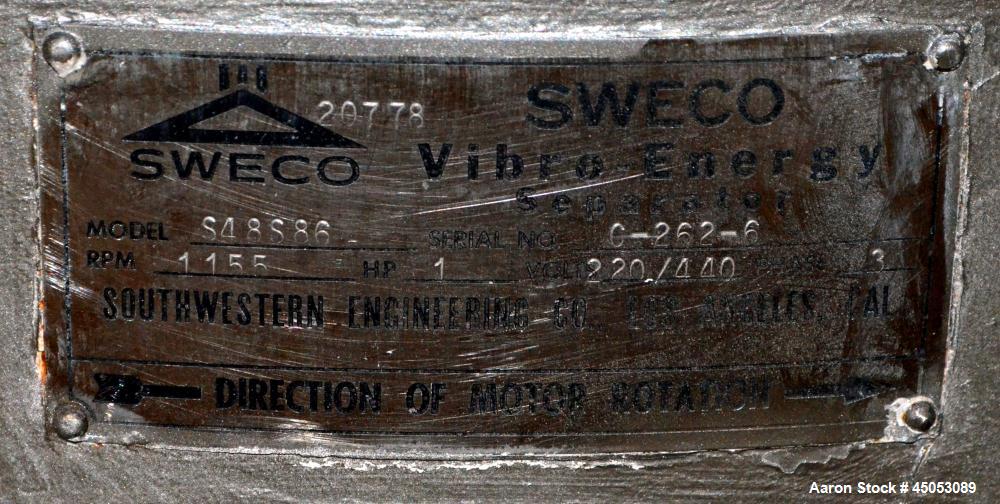 20778
SWECO
SWECO
Vibro-Energy
Separator
MODEL S48S86 SERIAL NO. C-262-6
RPM 1155 HP 1 VOLTS 220/440 PHASE 3
SOUTHWESTERN ENGINEERING CO., LOS ANGELES, CAL
DIRECTION OF MOTOR ROTATION
Aaron Stock # 45053089